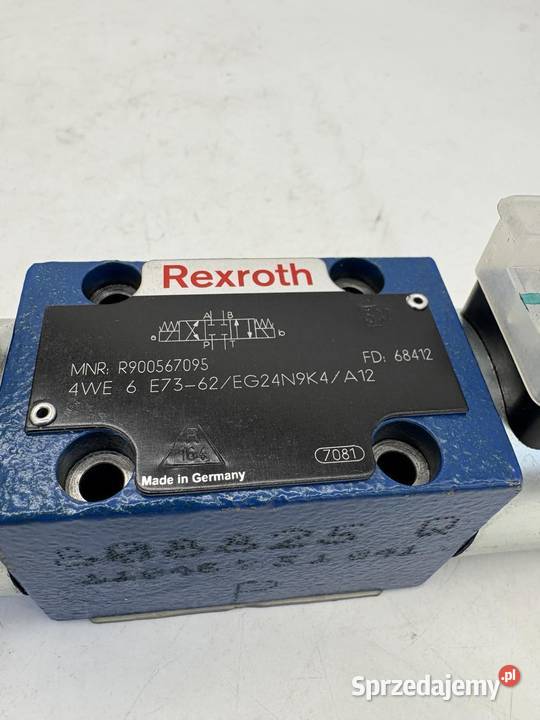 Rexroth
A B
P T
MNR: R900567095
FD: 68412
4WE 6 E73-62/EG24N9K4/A12
164
7081
Made in Germany
P
Sprzedajemy.pl